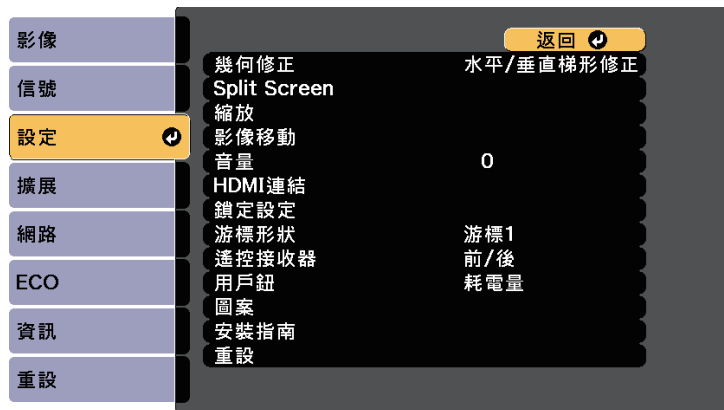 影像
信號
設定
擴展
網路
ECO
資訊
重設
返回
幾何修正 水平/垂直梯形修正
Split Screen
縮放
影像移動
音量 0
HDMI連結
鎖定設定
游標形狀 游標1
遙控接收器 前/後
用戶鈕 耗電量
圖案
安裝指南
重設